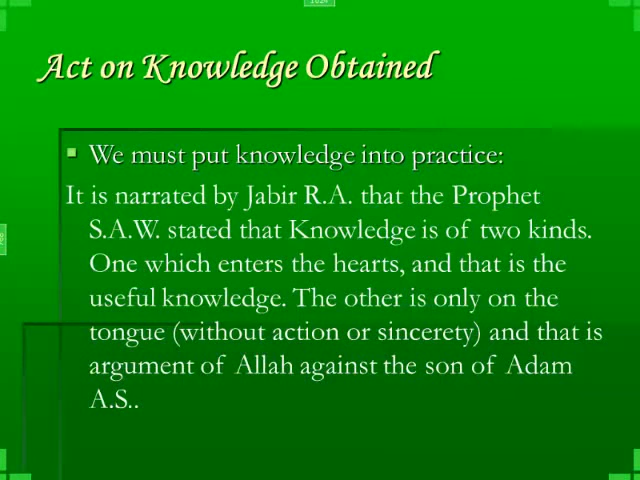 Act on Knowledge Obtained
We must put knowledge into practice:
It is narrated by Jabir R.A. that the Prophet
S.A.W. stated that Knowledge is of two kinds.
One which enters the hearts, and that is the
useful knowledge. The other is only on the
tongue (without action or sincerety) and that is
argument of Allah against the son of Adam
A.S..